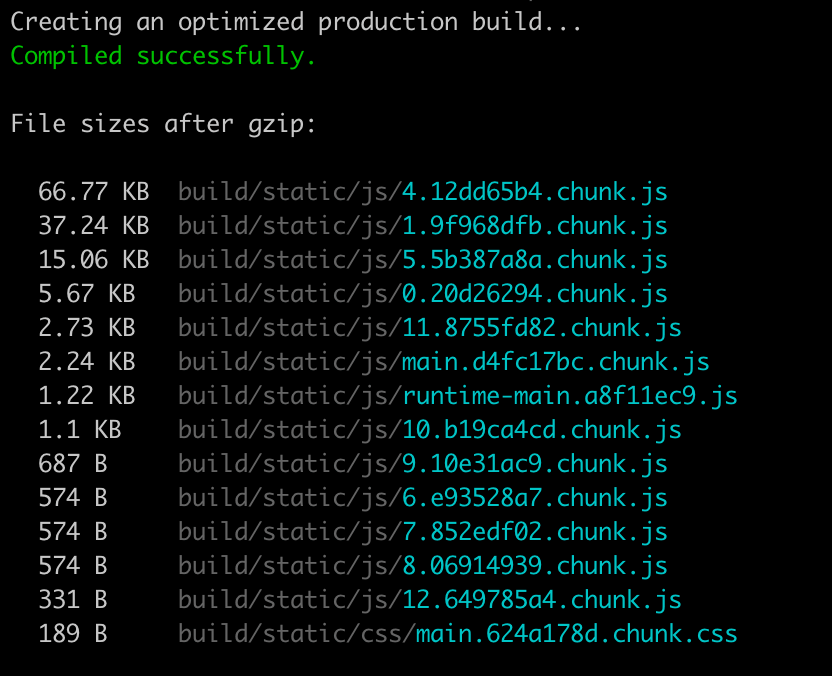 Creating an optimized production build...
Compiled successfully.
File sizes after gzip:
66.77 KB build/static/js/4.12dd65b4.chunk.js
37.24 KB build/static/js/1.9f968dfb.chunk.js
15.06 KB build/static/js/5.5b387a8a.chunk.js
5.67 KB build/static/js/0.20d26294.chunk.js
2.73 KB build/static/js/11.8755fd82.chunk.js
2.24 KB build/static/js/main.d4fc17bc.chunk.js
1.22 KB build/static/js/runtime-main.a8f11ec9.js
1.1 KB build/static/js/10.b19ca4cd.chunk.js
687 B build/static/js/9.10e31ac9.chunk.js
574 B build/static/js/6.e93528a7.chunk.js
574 B build/static/js/7.852edf02.chunk.js
574 B build/static/js/8.06914939.chunk.js
331 B build/static/js/12.649785a4.chunk.js
189 B build/static/css/main.624a178d.chunk.css